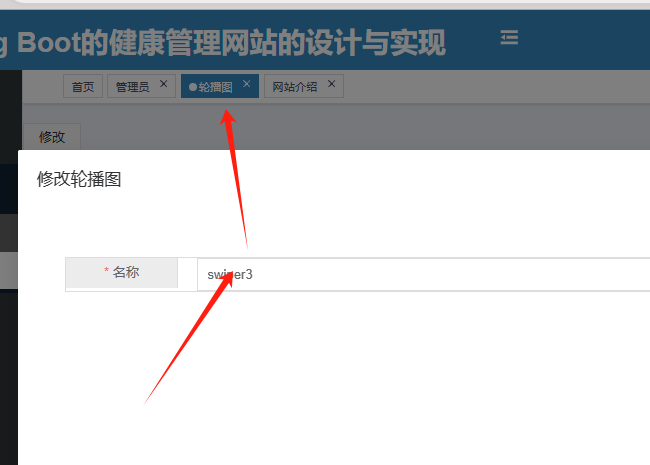 g Boot的健康管理网站的设计与实现
首页 管理员 轮播图 网站介绍
修改
修改轮播图
* 名称 swiper3